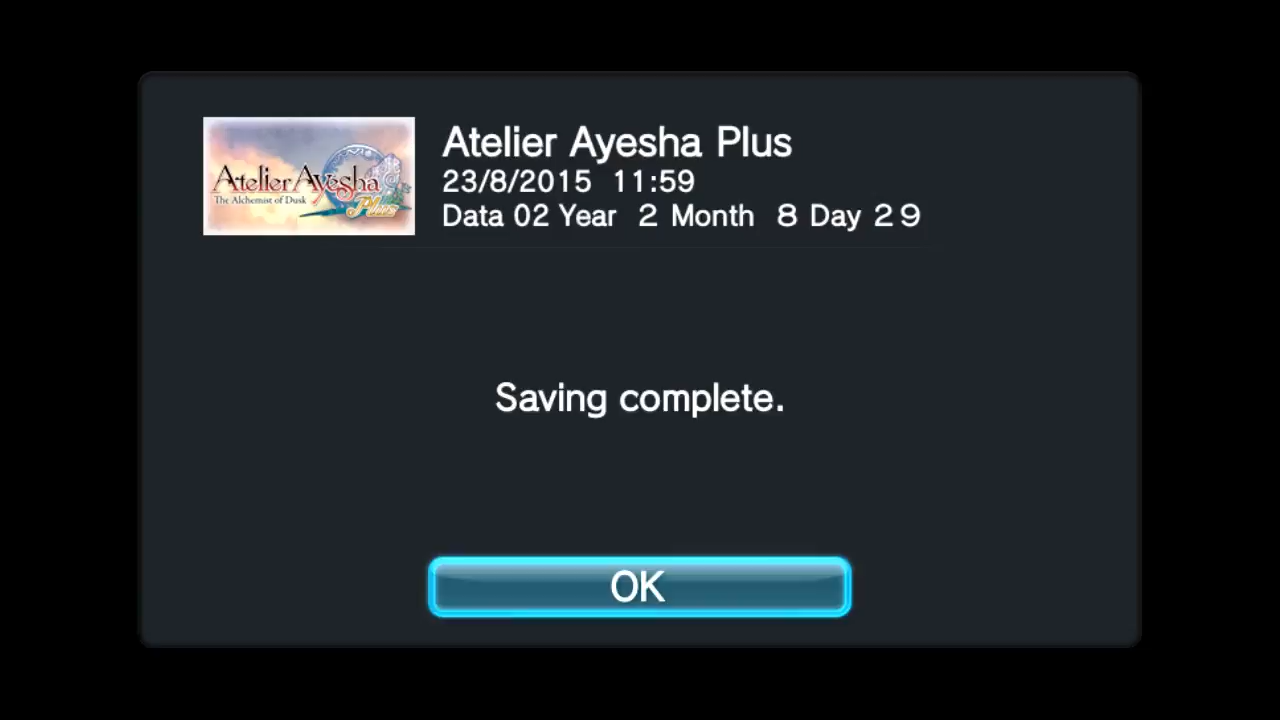 Atelier Ayesha
The Alchemist of Dusk
Plus
Atelier Ayesha Plus
23/8/2015 11:59
Data 02 Year 2 Month 8 Day 29
Saving complete.
OK